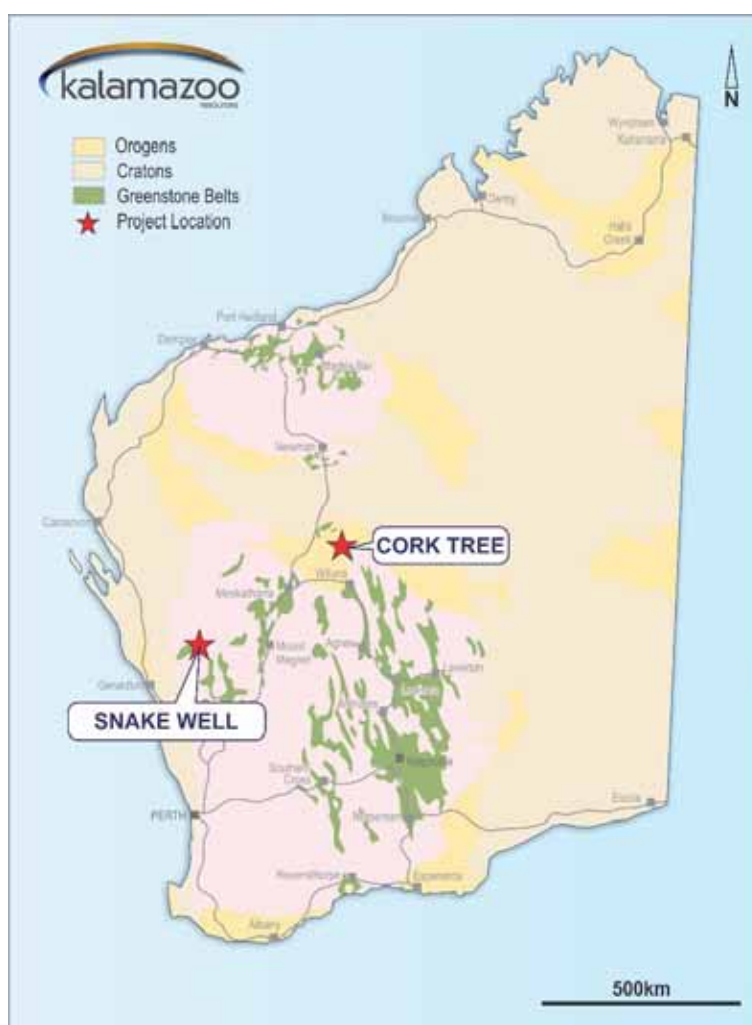 kalamazoo
RESOURCES
N
Orogens
Cratons
Greenstone Belts
Project Location
Wyndham
Kununurra
Derby
Broome
Halls
Creek
Port Hedland
Dampier
Marble Bar
Newman
Carnarvon
CORK TREE
Wiluna
Meekatharra
Mount
Magnet
Agnew
Laverton
Geraldton
SNAKE WELL
Southern
Cross
PERTH
Norseman
Eucla
Ravensthorpe
Esperance
Albany
500km